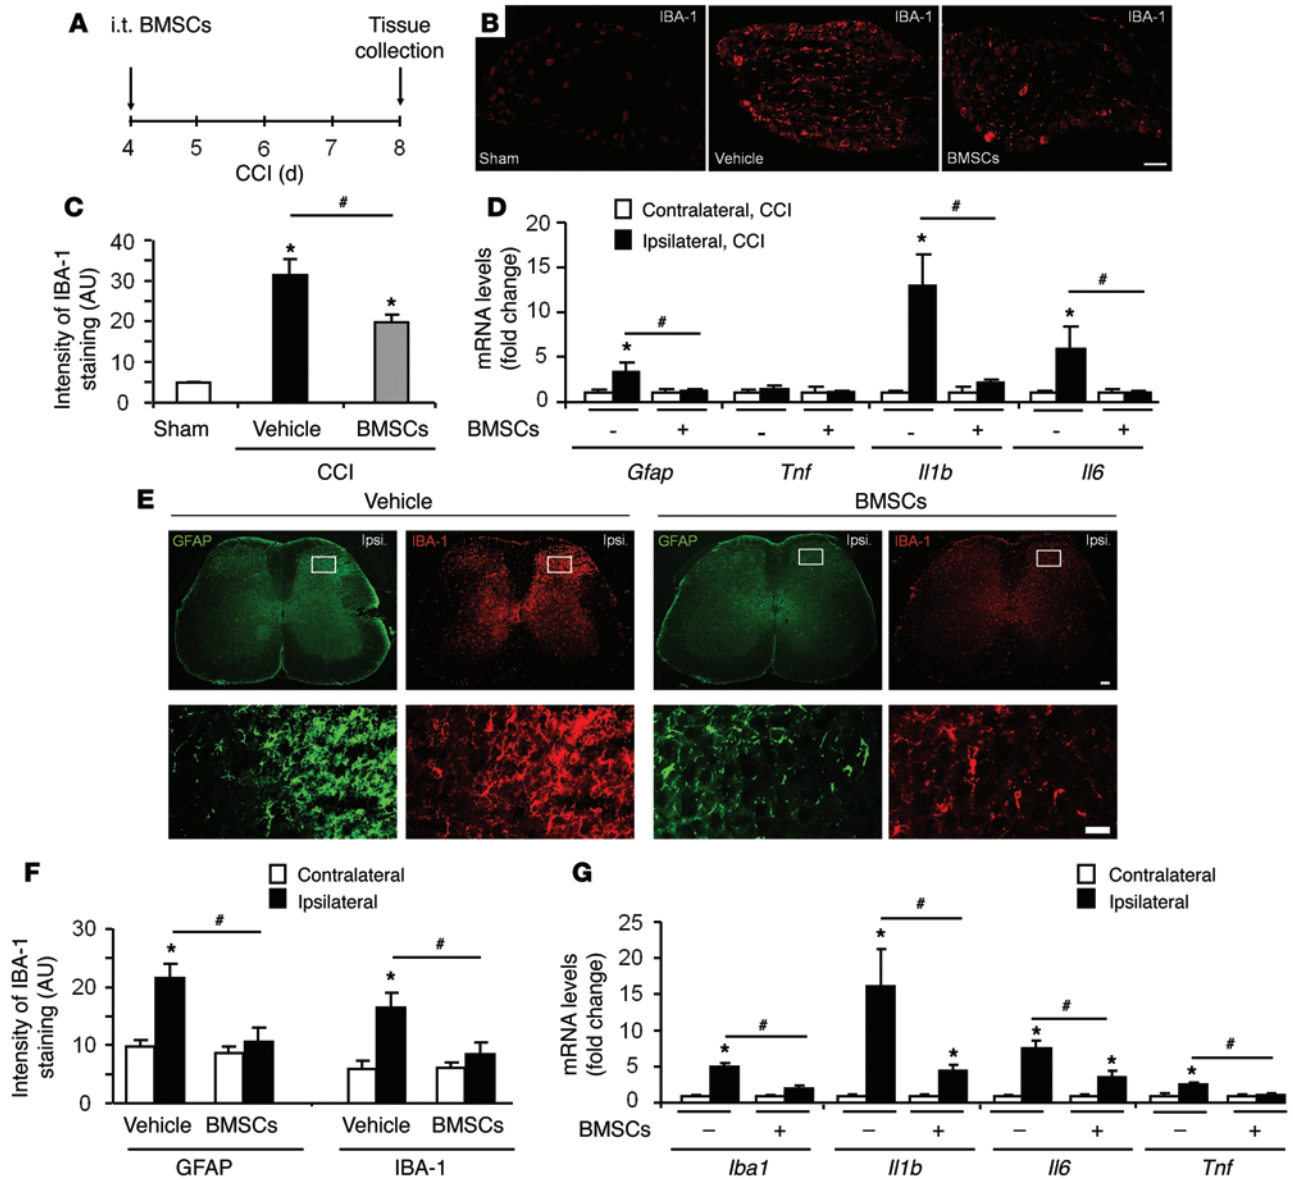 A
i.t. BMSCs
Tissue
collection
4 5 6 7 8
CCI (d)
B
IBA-1
IBA-1
IBA-1
Sham
Vehicle
BMSCs
C
#
Intensity of IBA-1
staining (AU)
40
30
20
10
0
*
*
Sham
Vehicle
BMSCs
CCI
D
Contralateral, CCI
Ipsilateral, CCI
mRNA levels
(fold change)
20
15
10
5
0
*
#
*
#
*
#
BMSCs - + - + - + - +
Gfap Tnf Il1b Il6
E
Vehicle
BMSCs
GFAP Ipsi.
IBA-1 Ipsi.
GFAP Ipsi.
IBA-1 Ipsi.
F
Contralateral
Ipsilateral
Intensity of IBA-1
staining (AU)
30
20
10
0
*
#
*
#
Vehicle BMSCs Vehicle BMSCs
GFAP IBA-1
G
Contralateral
Ipsilateral
mRNA levels
(fold change)
25
20
15
10
5
0
*
#
*
#
*
*
#
*
*
#
BMSCs – + – + – + – +
Iba1 Il1b Il6 Tnf